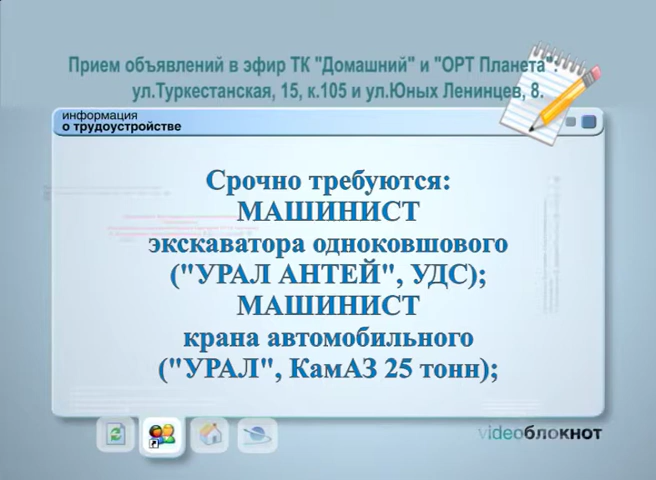 Прием объявлений в эфир ТК "Домашний" и "ОРТ Планета":
ул.Туркестанская, 15, к.105 и ул.Юных Ленинцев, 8.
информация
о трудоустройстве
Срочно требуются:
МАШИНИСТ
экскаватора одноковшового
("УРАЛ АНТЕЙ", УДС);
МАШИНИСТ
крана автомобильного
("УРАЛ", КамАЗ 25 тонн);
videoблокнот